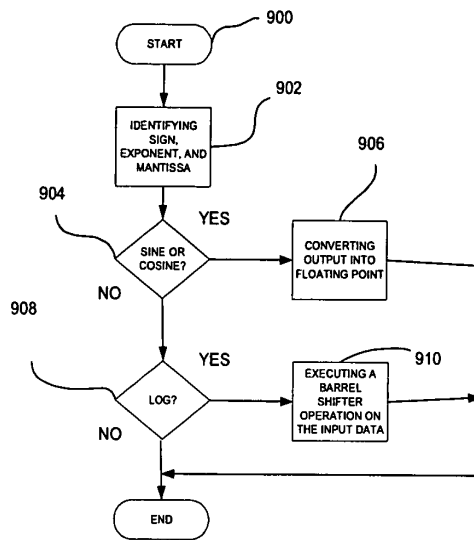 900
START
902
IDENTIFYING
SIGN,
EXPONENT, AND
MANTISSA
906
904
YES
SINE OR
COSINE?
CONVERTING
OUTPUT INTO
FLOATING POINT
NO
908
YES
910
LOG?
EXECUTING A
BARREL
SHIFTER
OPERATION ON
THE INPUT DATA
NO
END